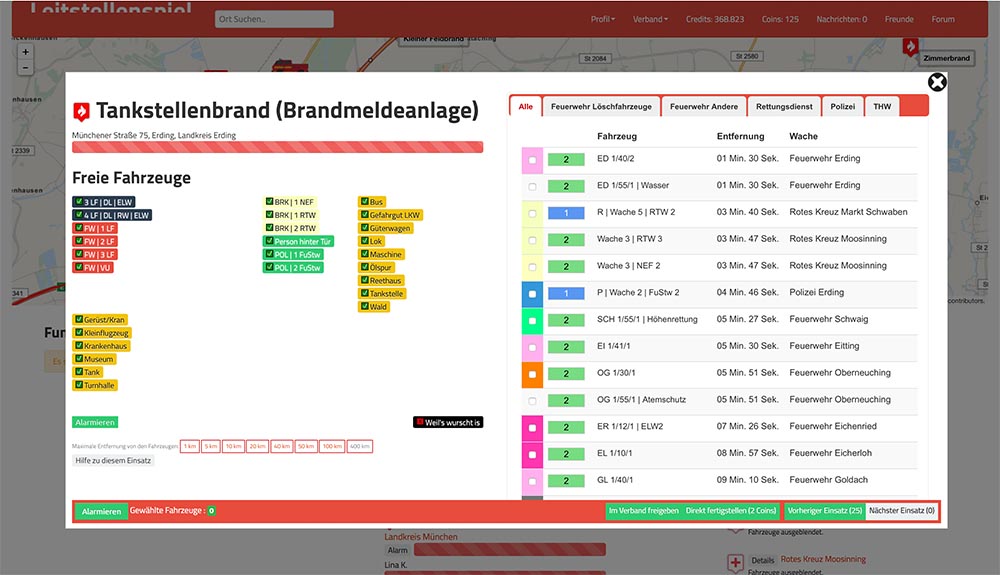 Leitstellenspiel
Ort Suchen..
Profil
Verband
Credits: 368.823
Coins: 125
Nachrichten: 0
Freunde
Forum
Kleiner Feldbrand
St 2084
St 2580
Zimmerbrand
+
−
nhausen
2339
nhausen
341
Tankstellenbrand (Brandmeldeanlage)
Münchener Straße 75, Erding, Landkreis Erding
Freie Fahrzeuge
3 LF | DL | ELW
4 LF | DL | RW | ELW
FW | 1 LF
FW | 2 LF
FW | 3 LF
FW | VU
BRK | 1 NEF
BRK | 1 RTW
BRK | 2 RTW
Person hinter Tür
POL | 1 FuStw
POL | 2 FuStw
Bus
Gefahrgut LKW
Güterwagen
Lok
Maschine
Ölspur
Reethaus
Tankstelle
Wald
Gerüst/Kran
Kleinflugzeug
Krankenhaus
Museum
Tank
Turnhalle
Alarmieren
Weil's wurscht is
Maximale Entfernung von den Fahrzeugen: 1 km 5 km 10 km 20 km 40 km 50 km 100 km 400 km
Hilfe zu diesem Einsatz
Alle
Feuerwehr Löschfahrzeuge
Feuerwehr Andere
Rettungsdienst
Polizei
THW
Fahrzeug Entfernung Wache
2 ED 1/40/2 01 Min. 30 Sek. Feuerwehr Erding
2 ED 1/55/1 | Wasser 01 Min. 30 Sek. Feuerwehr Erding
1 R | Wache 5 | RTW 2 03 Min. 40 Sek. Rotes Kreuz Markt Schwaben
2 Wache 3 | RTW 3 03 Min. 47 Sek. Rotes Kreuz Moosinning
2 Wache 3 | NEF 2 03 Min. 47 Sek. Rotes Kreuz Moosinning
1 P | Wache 2 | FuStw 2 04 Min. 46 Sek. Polizei Erding
2 SCH 1/55/1 | Höhenrettung 05 Min. 27 Sek. Feuerwehr Schwaig
2 EI 1/41/1 05 Min. 30 Sek. Feuerwehr Eitting
2 OG 1/30/1 05 Min. 51 Sek. Feuerwehr Oberneuching
2 OG 1/55/1 | Atemschutz 05 Min. 51 Sek. Feuerwehr Oberneuching
2 ER 1/12/1 | ELW2 07 Min. 26 Sek. Feuerwehr Eichenried
2 EL 1/10/1 08 Min. 57 Sek. Feuerwehr Eicherloh
2 GL 1/40/1 09 Min. 10 Sek. Feuerwehr Goldach
Alarmieren
Gewählte Fahrzeuge : 0
Im Verband freigeben
Direkt fertigstellen (2 Coins)
Vorheriger Einsatz (25)
Nächster Einsatz (0)
contributors.
Fun
Es
Landkreis München
Alarm
Lina K.
Fahrzeuge ausgeblendet.
Details
Rotes Kreuz Moosinning
Fahrzeuge ausgeblendet.